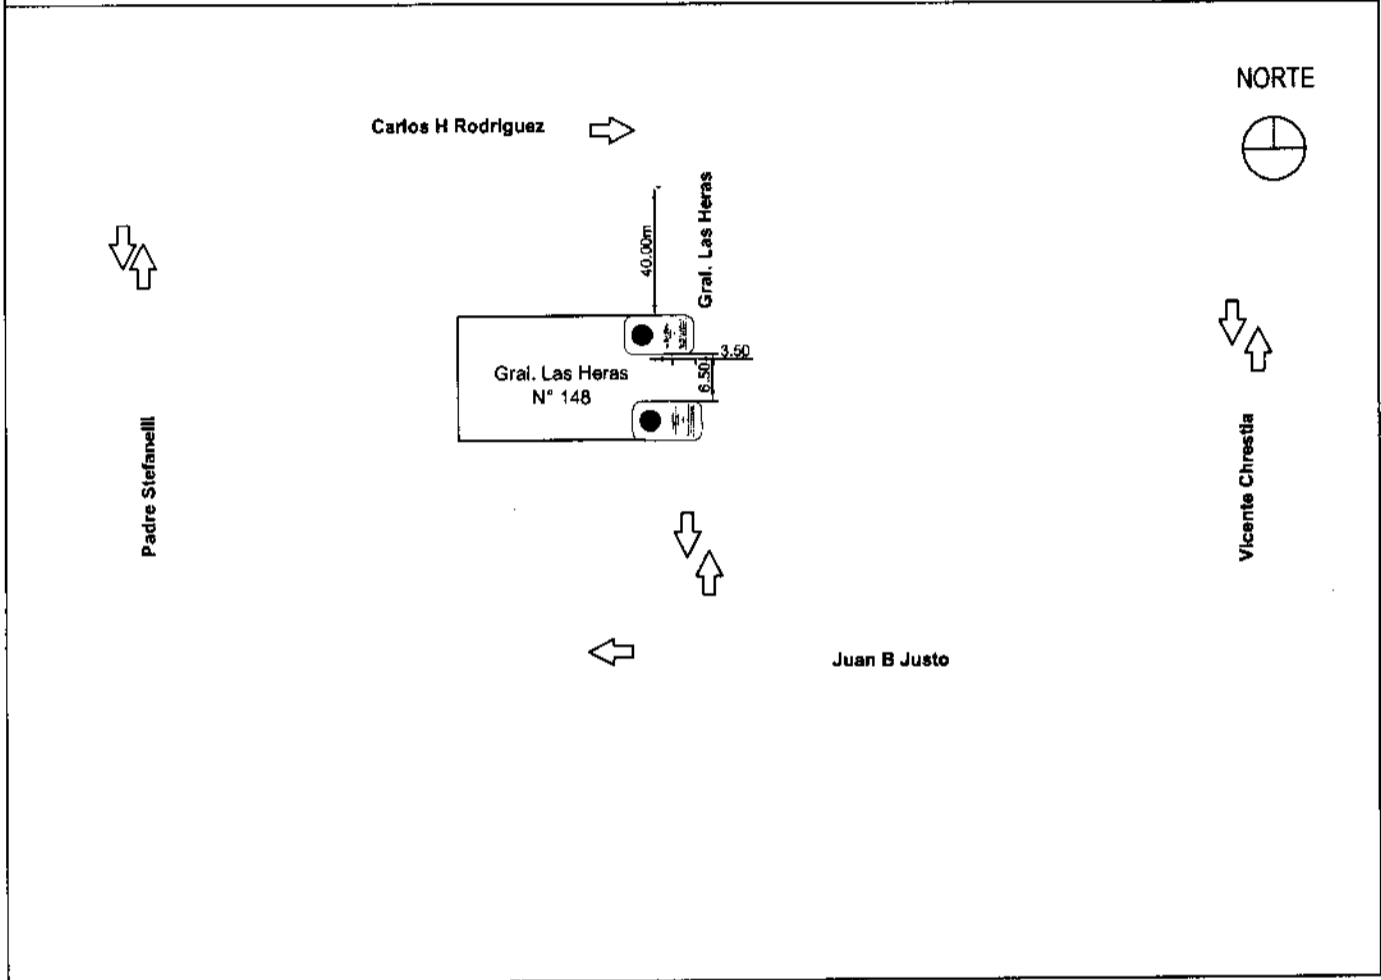 NORTE
Carlos H Rodriguez
Gral. Las Heras
40.00m
3.50
6.50
Gral. Las Heras
N° 148
Padre Stefanelli
Vicente Chrestia
Juan B Justo